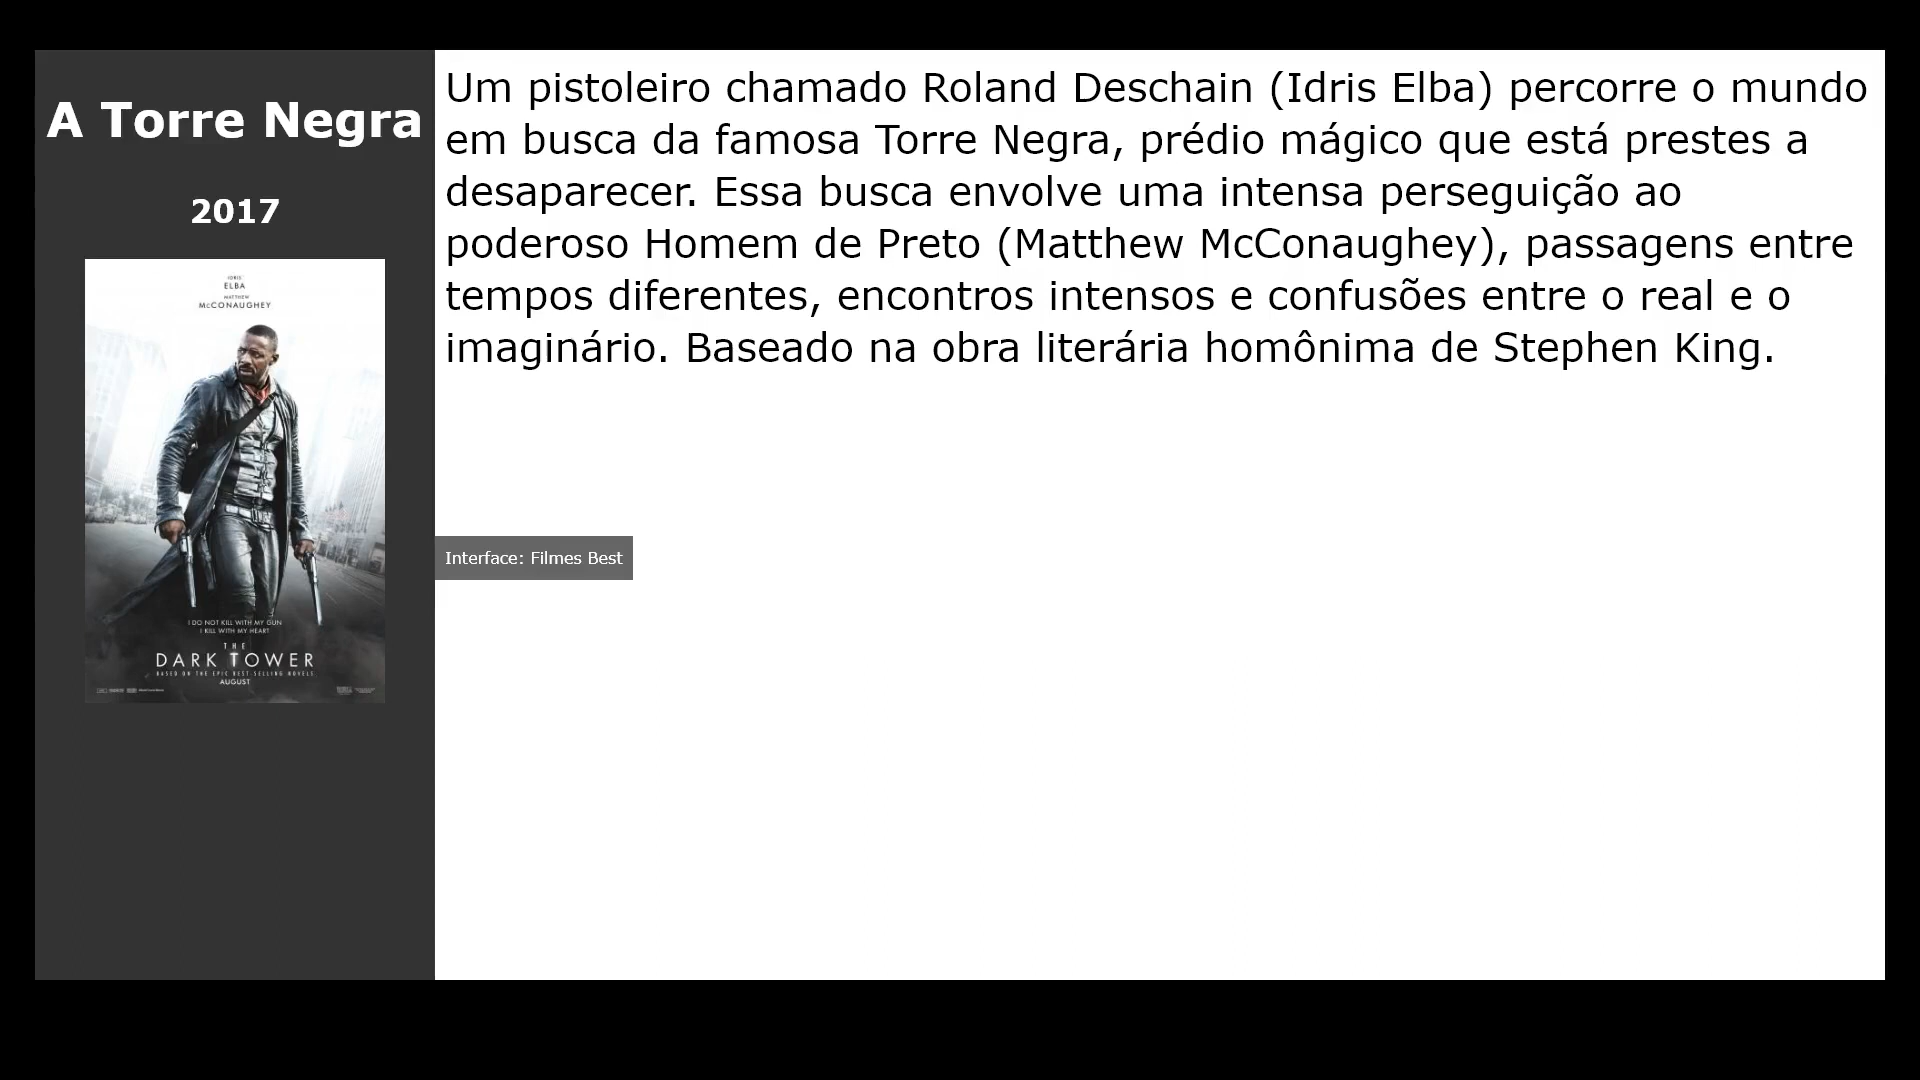 A Torre Negra
2017
IDRIS
ELBA
MATTHEW
McCONAUGHEY
I DO NOT KILL WITH MY GUN
I KILL WITH MY HEART
THE
DARK TOWER
BASED ON THE EPIC BEST-SELLING NOVELS
AUGUST
Um pistoleiro chamado Roland Deschain (Idris Elba) percorre o mundo
em busca da famosa Torre Negra, prédio mágico que está prestes a
desaparecer. Essa busca envolve uma intensa perseguição ao
poderoso Homem de Preto (Matthew McConaughey), passagens entre
tempos diferentes, encontros intensos e confusões entre o real e o
imaginário. Baseado na obra literária homônima de Stephen King.
Interface: Filmes Best